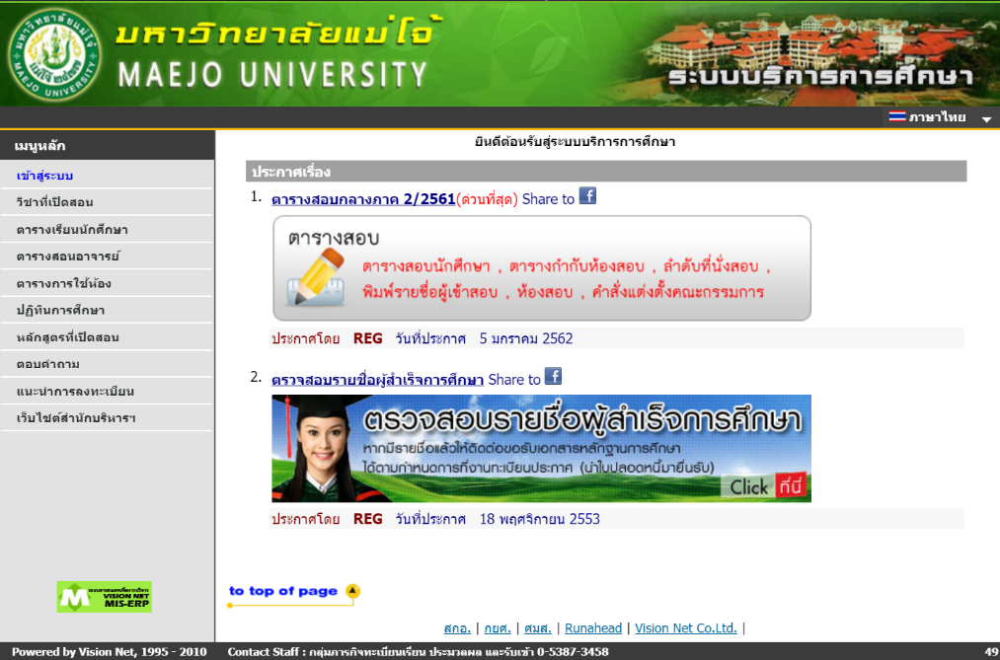 มหาวิทยาลัยแม่โจ้
MAEJO UNIVERSITY
ระบบบริการการศึกษา
ภาษาไทย
เมนูหลัก
เข้าสู่ระบบ
วิชาที่เปิดสอน
ตารางเรียนนักศึกษา
ตารางสอนอาจารย์
ตารางการใช้ห้อง
ปฏิทินการศึกษา
หลักสูตรที่เปิดสอน
ตอบคำถาม
แนะนำการลงทะเบียน
เว็บไซต์สำนักบริหารฯ
VISION NET
MIS-ERP
ยินดีต้อนรับสู่ระบบบริการการศึกษา
ประกาศเรื่อง
1. ตารางสอบกลางภาค 2/2561(ด่วนที่สุด) Share to
ตารางสอบ
ตารางสอบนักศึกษา , ตารางกำกับห้องสอบ , ลำดับที่นั่งสอบ ,
พิมพ์รายชื่อผู้เข้าสอบ , ห้องสอบ , คำสั่งแต่งตั้งคณะกรรมการ
ประกาศโดย REG วันที่ประกาศ 5 มกราคม 2562
2. ตรวจสอบรายชื่อผู้สำเร็จการศึกษา Share to
ตรวจสอบรายชื่อผู้สำเร็จการศึกษา
หากมีรายชื่อแล้วให้ติดต่อขอรับเอกสารหลักฐานการศึกษา
ได้ตามกำหนดการที่งานทะเบียนประกาศ (นำใบปลอดหนี้มายื่นรับ)
Click ที่นี่
ประกาศโดย REG วันที่ประกาศ 18 พฤศจิกายน 2553
to top of page
สกอ. | กยศ. | ศมส. | Runahead | Vision Net Co.Ltd. |
Powered by Vision Net, 1995 - 2010 Contact Staff : กลุ่มภารกิจทะเบียนเรียน ประมวลผล และรับเข้า 0-5387-3458 49